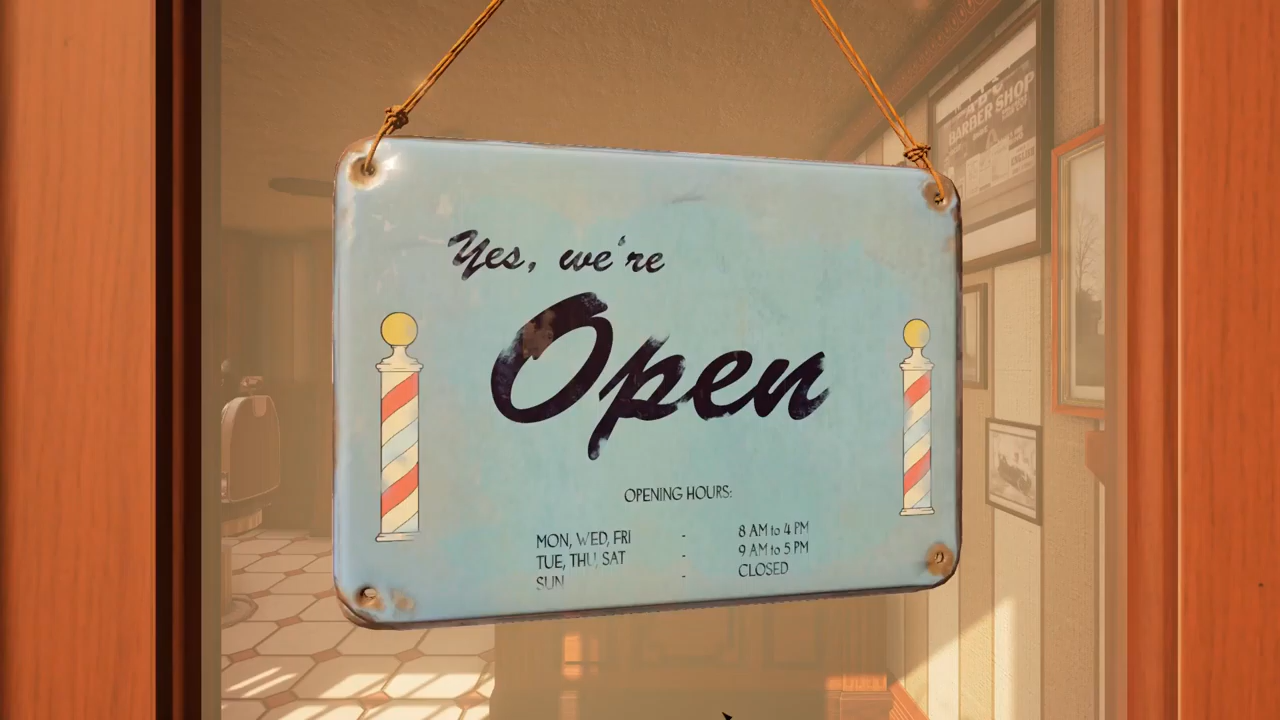 BARBER SHOP
Yes, we're
Open
OPENING HOURS:
MON, WED, FRI - 8 AM to 4 PM
TUE, THU, SAT - 9 AM to 5 PM
SUN - CLOSED